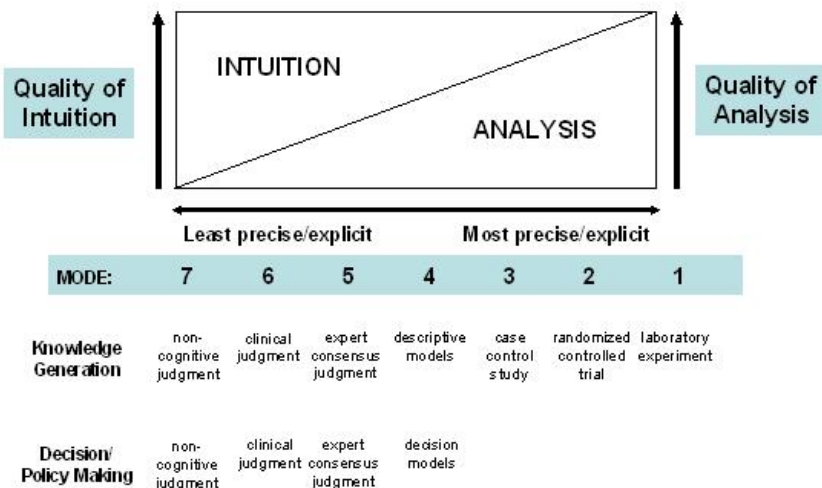 INTUITION
Quality of
Intuition
ANALYSIS
Quality of
Analysis
Least precise/explicit Most precise/explicit
MODE: 7 6 5 4 3 2 1
Knowledge
Generation
non-
cognitive
judgment
clinical
judgment
expert
consensus
judgment
descriptive
models
case
control
study
randomized
controlled
trial
laboratory
experiment
Decision/
Policy Making
non-
cognitive
judgment
clinical
judgment
expert
consensus
judgment
decision
models